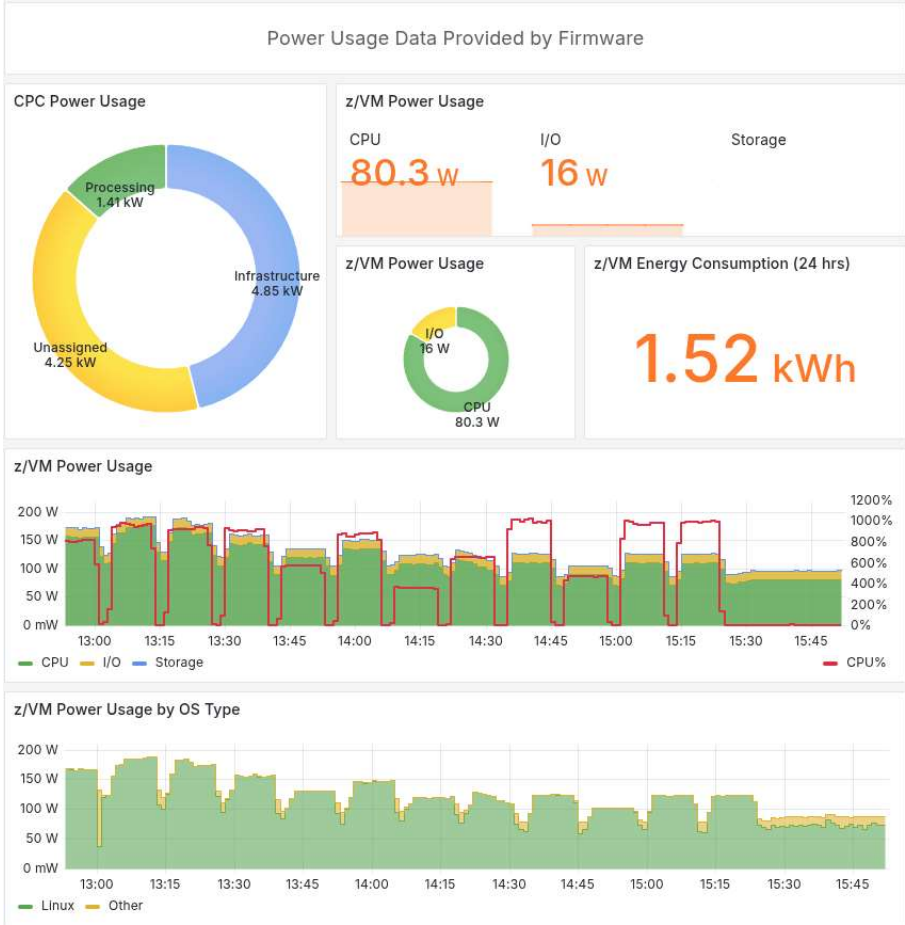 Power Usage Data Provided by Firmware
CPC Power Usage
Processing
1.41 kW
Infrastructure
4.85 kW
Unassigned
4.25 kW
z/VM Power Usage
CPU
80.3 W
I/O
16 W
Storage
z/VM Power Usage
I/O
16 W
CPU
80.3 W
z/VM Energy Consumption (24 hrs)
1.52 kWh
z/VM Power Usage
200 W
150 W
100 W
50 W
0 mW
1200%
1000%
800%
600%
400%
200%
0%
13:00 13:15 13:30 13:45 14:00 14:15 14:30 14:45 15:00 15:15 15:30 15:45
CPU I/O Storage CPU%
z/VM Power Usage by OS Type
200 W
150 W
100 W
50 W
0 mW
13:00 13:15 13:30 13:45 14:00 14:15 14:30 14:45 15:00 15:15 15:30 15:45
Linux Other